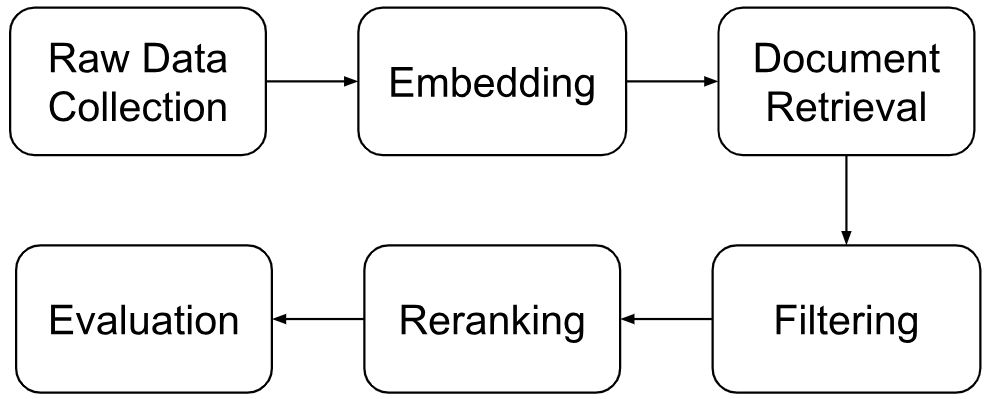 Raw Data
Collection
Embedding
Document
Retrieval
Filtering
Reranking
Evaluation